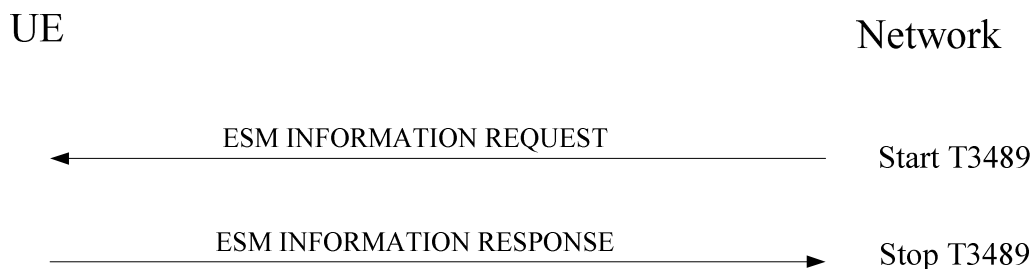 UE
Network
ESM INFORMATION REQUEST
Start T3489
ESM INFORMATION RESPONSE
Stop T3489